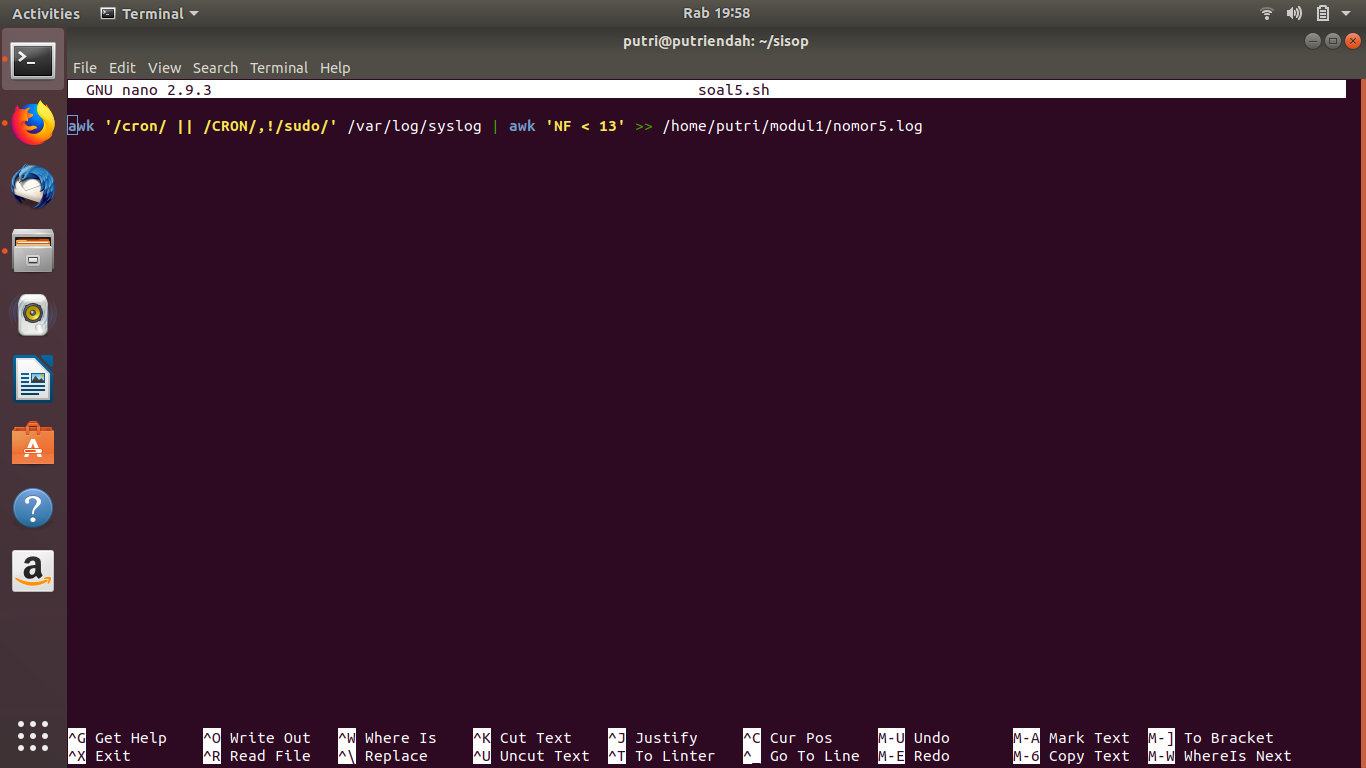 Activities Terminal Rab 19:58
putri@putriendah: ~/sisop
File Edit View Search Terminal Help
GNU nano 2.9.3 soal5.sh
awk '/cron/ || /CRON/,!/sudo/' /var/log/syslog | awk 'NF < 13' >> /home/putri/modul1/nomor5.log
^G Get Help ^O Write Out ^W Where Is ^K Cut Text ^J Justify ^C Cur Pos M-U Undo M-A Mark Text M-] To Bracket
^X Exit ^R Read File ^\ Replace ^U Uncut Text ^T To Linter ^_ Go To Line M-E Redo M-6 Copy Text M-W WhereIs Next